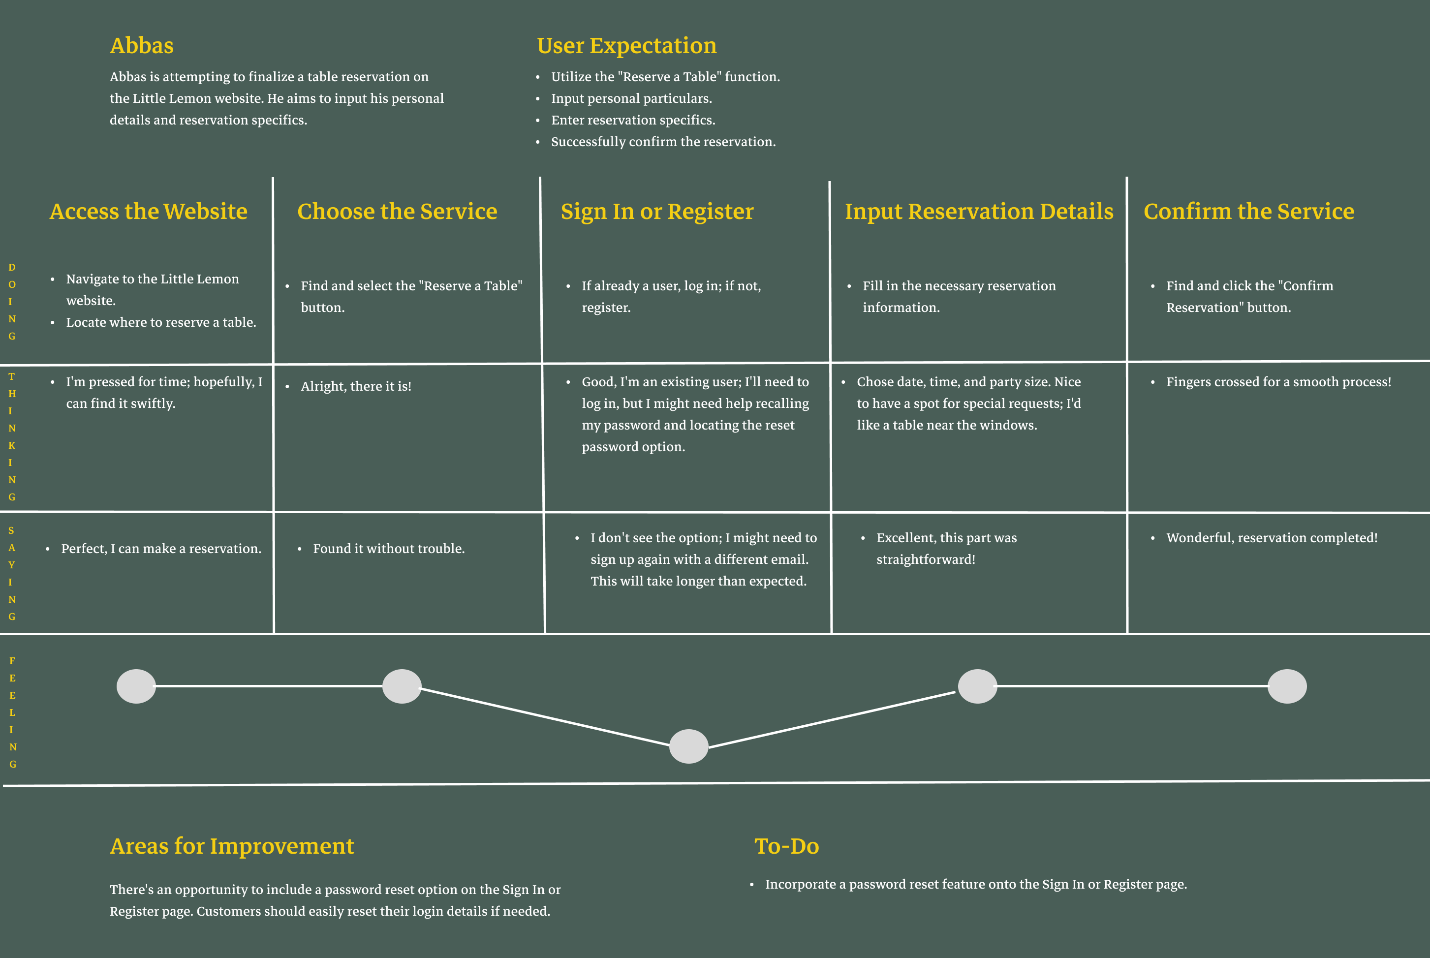 Abbas
Abbas is attempting to finalize a table reservation on
the Little Lemon website. He aims to input his personal
details and reservation specifics.
User Expectation
• Utilize the "Reserve a Table" function.
• Input personal particulars.
• Enter reservation specifics.
• Successfully confirm the reservation.
Access the Website
Choose the Service
Sign In or Register
Input Reservation Details
Confirm the Service
DOING
• Navigate to the Little Lemon
website.
• Locate where to reserve a table.
• Find and select the "Reserve a Table"
button.
• If already a user, log in; if not,
register.
• Fill in the necessary reservation
information.
• Find and click the "Confirm
Reservation" button.
THINKING
• I'm pressed for time; hopefully, I
can find it swiftly.
• Alright, there it is!
• Good, I'm an existing user; I'll need to
log in, but I might need help recalling
my password and locating the reset
password option.
• Chose date, time, and party size. Nice
to have a spot for special requests; I'd
like a table near the windows.
• Fingers crossed for a smooth process!
SAYING
• Perfect, I can make a reservation.
• Found it without trouble.
• I don't see the option; I might need to
sign up again with a different email.
This will take longer than expected.
• Excellent, this part was
straightforward!
• Wonderful, reservation completed!
FEELING
Areas for Improvement
There's an opportunity to include a password reset option on the Sign In or
Register page. Customers should easily reset their login details if needed.
To-Do
• Incorporate a password reset feature onto the Sign In or Register page.